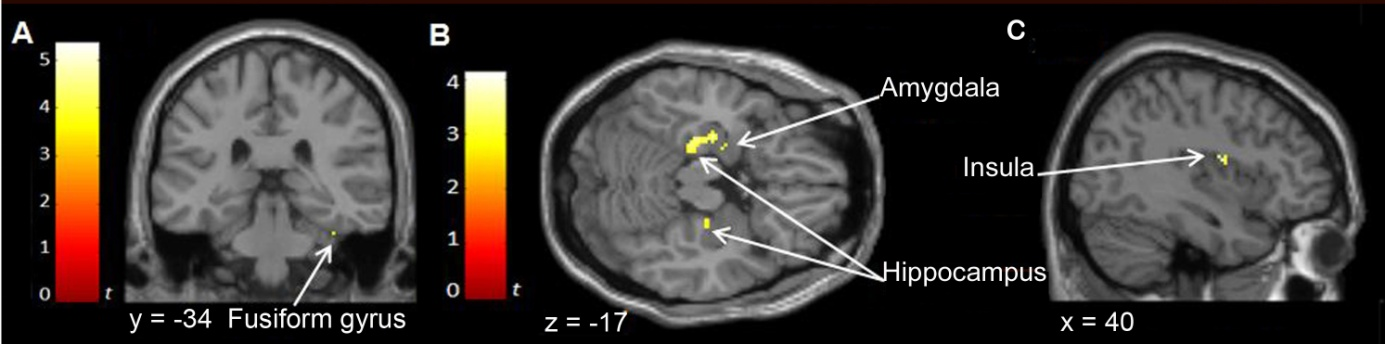 A
5
4
3
2
1
0
t
y = -34 Fusiform gyrus
B
4
3
2
1
0
t
z = -17
Amygdala
Hippocampus
C
Insula
x = 40